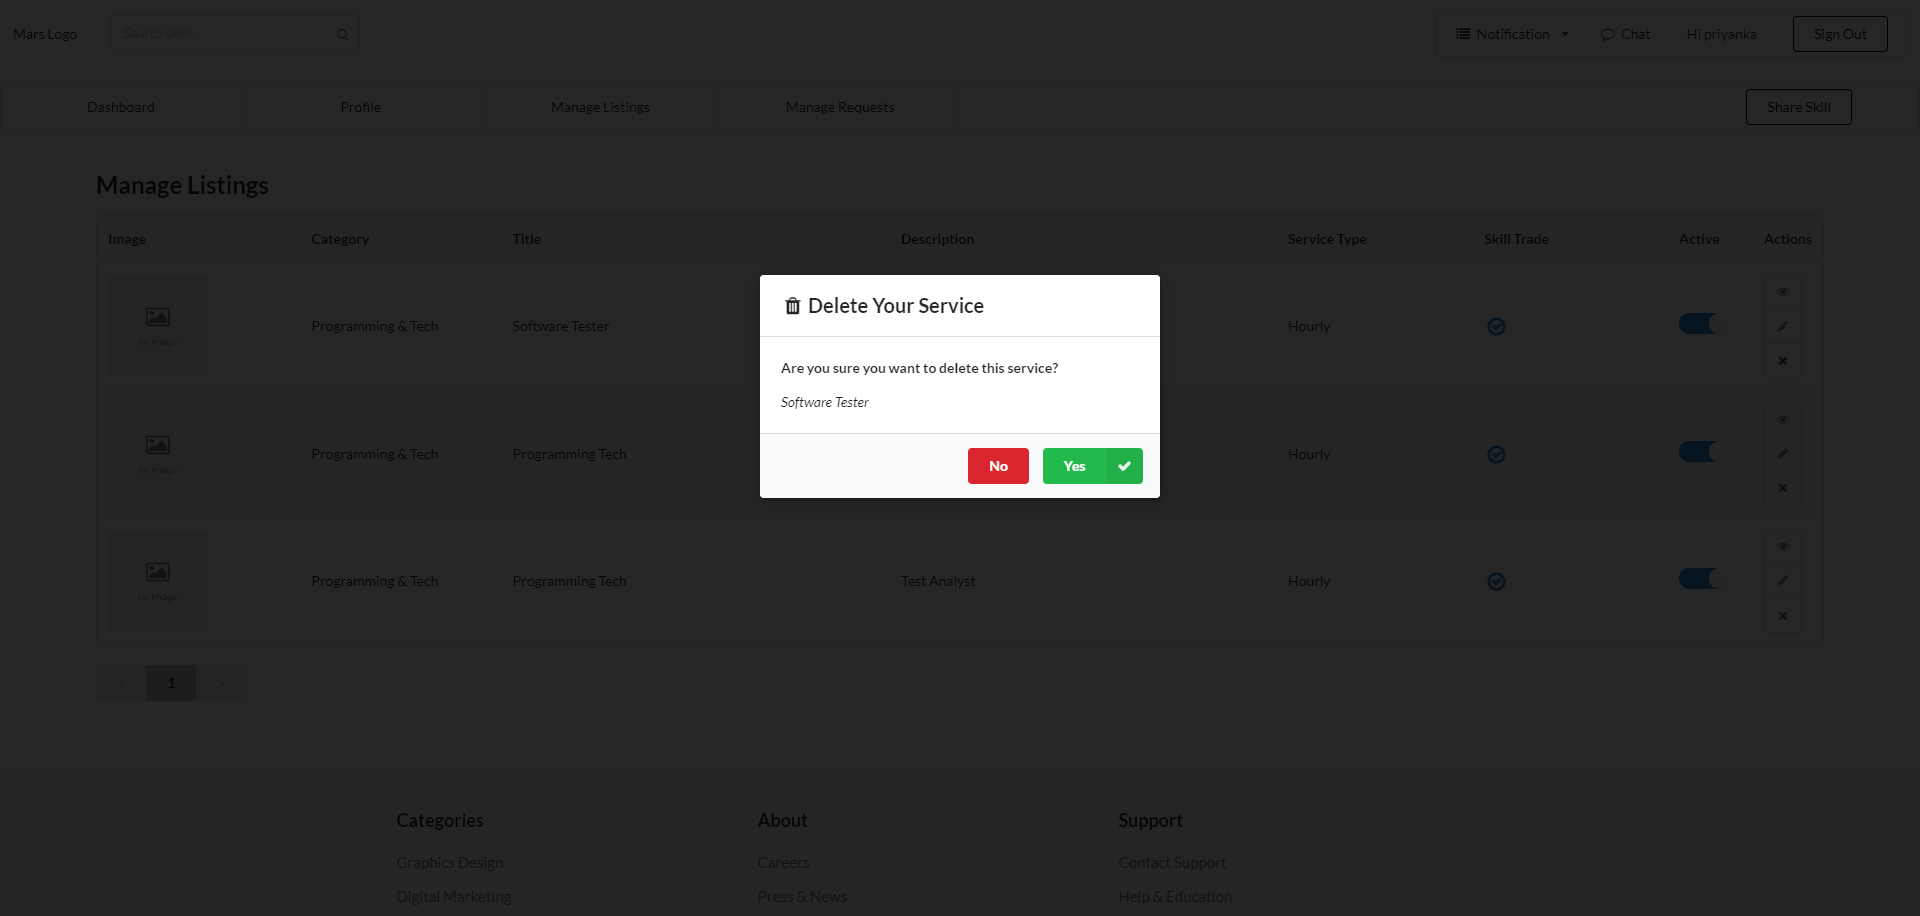 Mars Logo Search skills Notification Chat Hi priyanka Sign Out
Dashboard Profile Manage Listings Manage Requests Share Skill
Manage Listings
Image Category Title Description Service Type Skill Trade Active Actions
Delete Your Service
no image Programming & Tech Software Tester Hourly
Are you sure you want to delete this service?
Software Tester
no image Programming & Tech Programming Tech Hourly
No Yes
no image Programming & Tech Programming Tech Test Analyst Hourly
1
Categories About Support
Graphics Design Careers Contact Support
Digital Marketing Press & News Help & Education